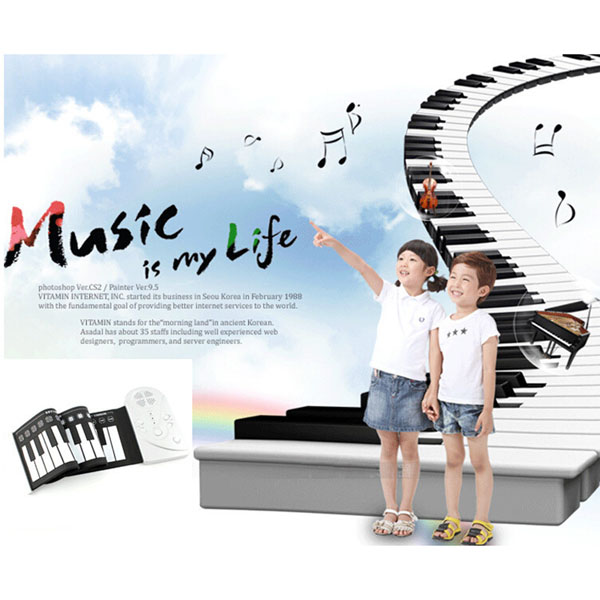 Music
is my Life
photoshop Ver.CS2 / Painter Ver.9.5
VITAMIN INTERNET, INC. started its business in Seou Korea in February 1988
with the fundamental goal of providing better internet services to the world.
VITAMIN stands for the"morning land"in ancient Korean.
Asadal has about 35 staffs including well experienced web
designers, programmers, and server engineers.